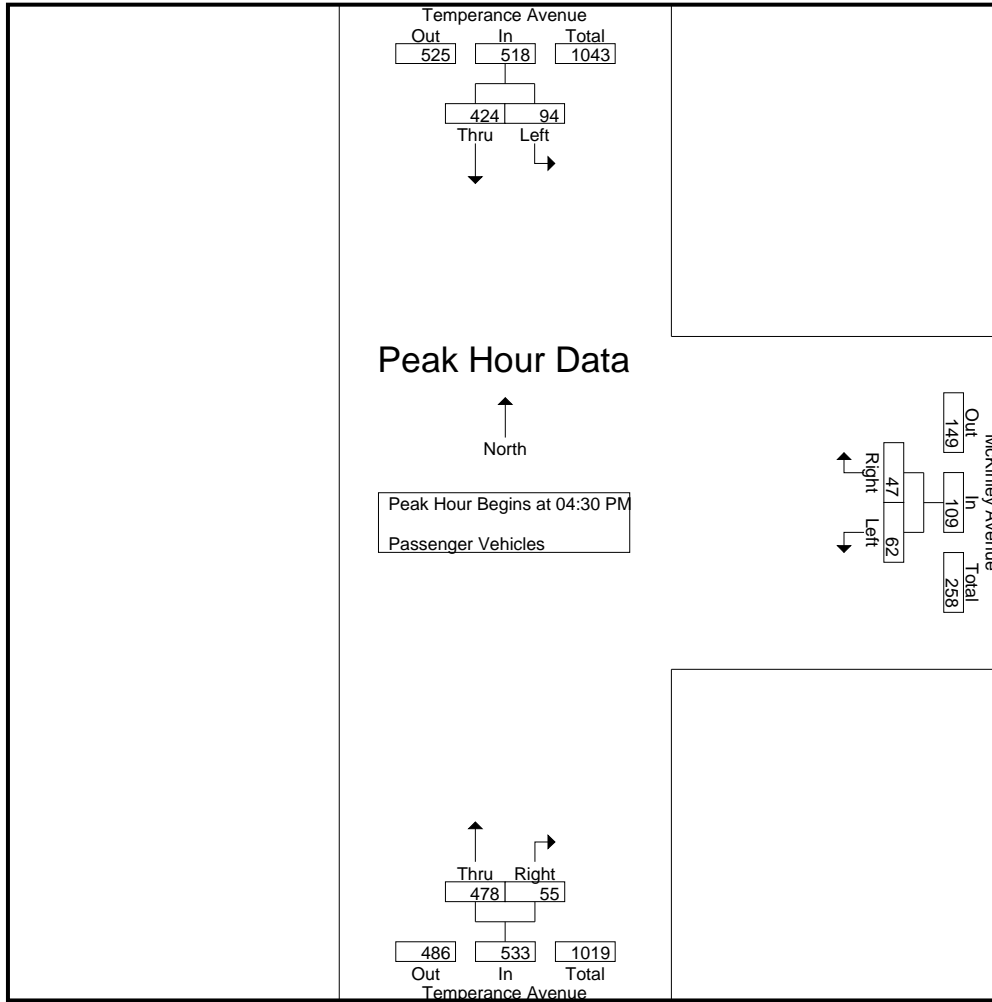 Temperance Avenue
Out In Total
525 518 1043
424 94
Thru Left
Peak Hour Data
North
Peak Hour Begins at 04:30 PM
Passenger Vehicles
McKinley Avenue
Out In Total
149 109 258
47 62
Right Left
Thru Right
478 55
486 533 1019
Out In Total
Temperance Avenue